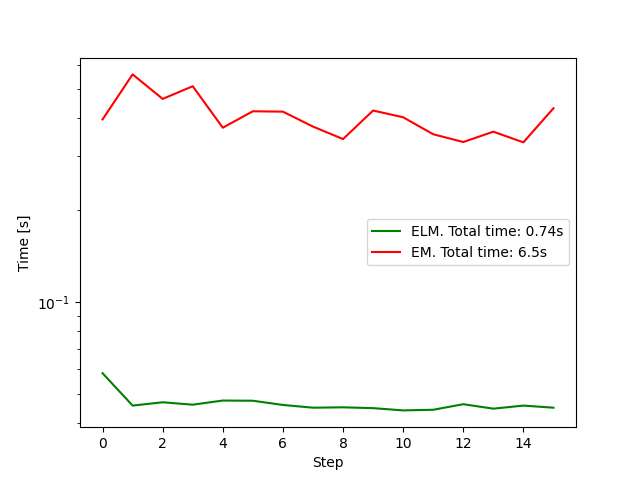 Time [s]
10⁻¹
ELM. Total time: 0.74s
EM. Total time: 6.5s
0 2 4 6 8 10 12 14
Step